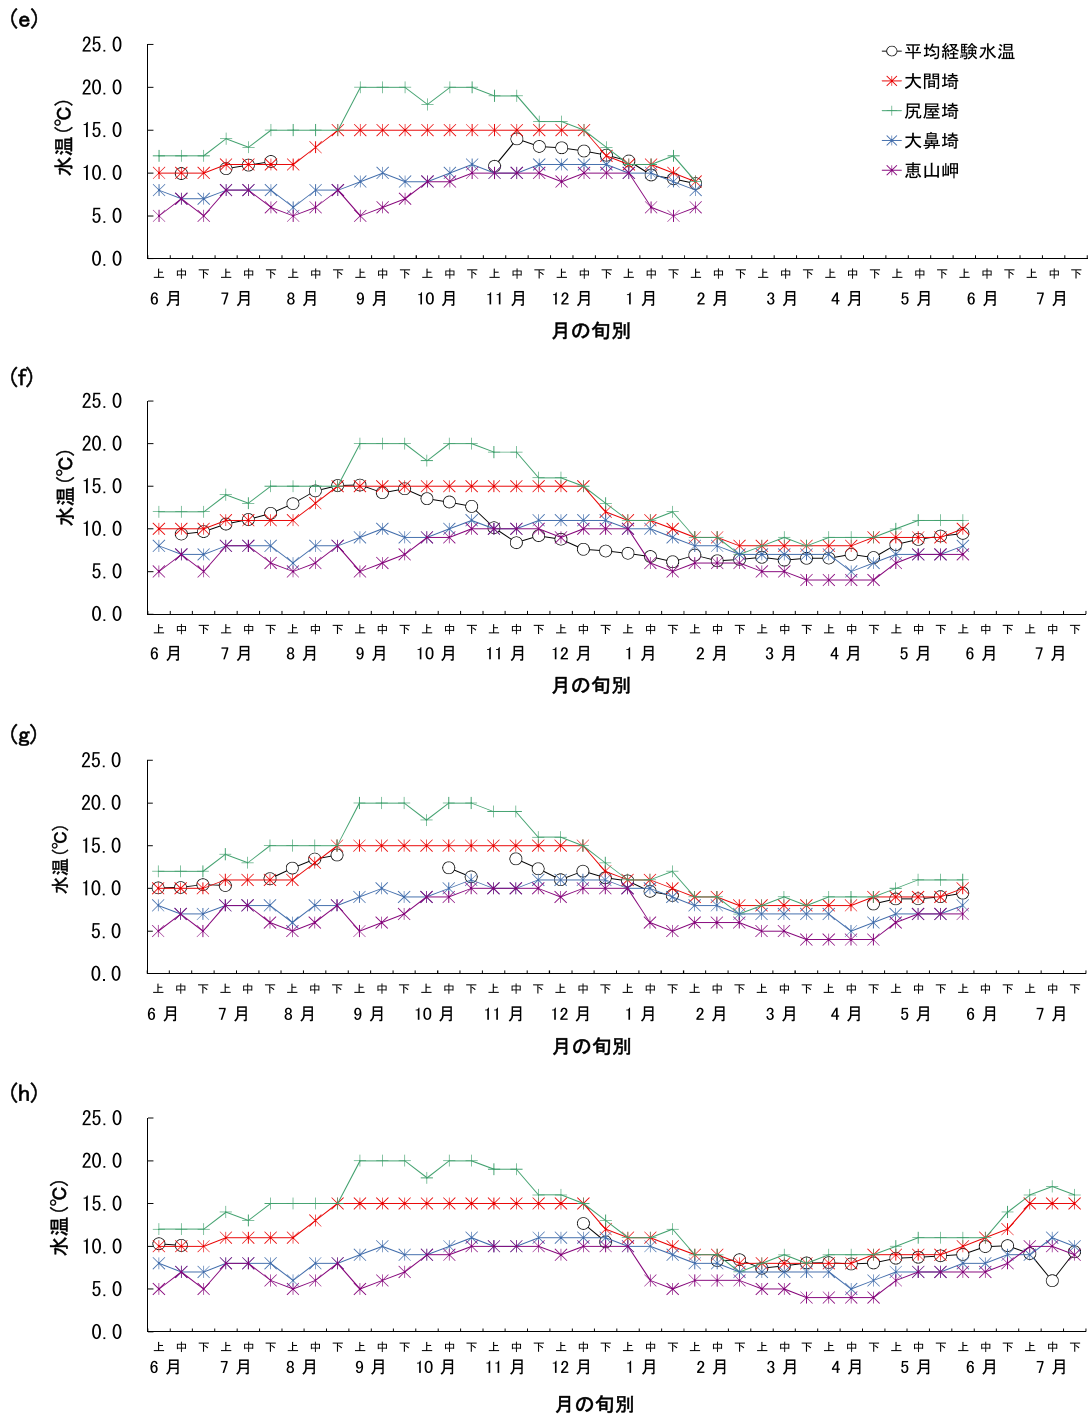 (e)
25.0
20.0
15.0
10.0
5.0
0.0
水温(℃)
平均経験水温
大間埼
尻屋埼
大鼻埼
恵山岬
上 中 下 上 中 下 上 中 下 上 中 下 上 中 下 上 中 下 上 中 下 上 中 下 上 中 下 上 中 下 上 中 下 上 中 下 上 中 下 上 中 下
6月 7月 8月 9月 10月 11月 12月 1月 2月 3月 4月 5月 6月 7月
月の旬別
(f)
25.0
20.0
15.0
10.0
5.0
0.0
水温(℃)
上 中 下 上 中 下 上 中 下 上 中 下 上 中 下 上 中 下 上 中 下 上 中 下 上 中 下 上 中 下 上 中 下 上 中 下 上 中 下 上 中 下
6月 7月 8月 9月 10月 11月 12月 1月 2月 3月 4月 5月 6月 7月
月の旬別
(g)
25.0
20.0
15.0
10.0
5.0
0.0
水温(℃)
上 中 下 上 中 下 上 中 下 上 中 下 上 中 下 上 中 下 上 中 下 上 中 下 上 中 下 上 中 下 上 中 下 上 中 下 上 中 下 上 中 下
6月 7月 8月 9月 10月 11月 12月 1月 2月 3月 4月 5月 6月 7月
月の旬別
(h)
25.0
20.0
15.0
10.0
5.0
0.0
水温(℃)
上 中 下 上 中 下 上 中 下 上 中 下 上 中 下 上 中 下 上 中 下 上 中 下 上 中 下 上 中 下 上 中 下 上 中 下 上 中 下 上 中 下
6月 7月 8月 9月 10月 11月 12月 1月 2月 3月 4月 5月 6月 7月
月の旬別